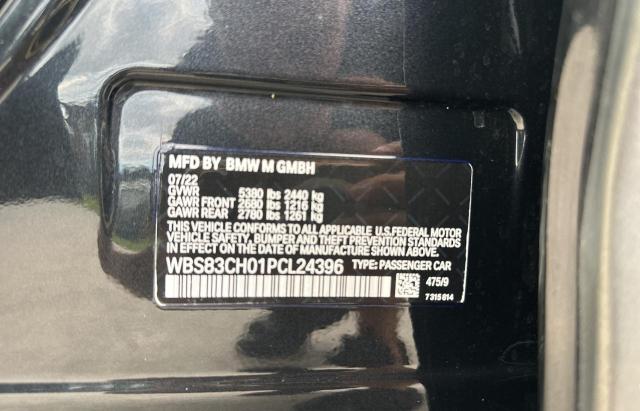 MFD BY BMW M GMBH
07/22
GVWR 5380 lbs 2440 kg
GAWR FRONT 2680 lbs 1216 kg
GAWR REAR 2780 lbs 1261 kg
THIS VEHICLE CONFORMS TO ALL APPLICABLE U.S.FEDERAL MOTOR
VEHICLE SAFETY, BUMPER AND THEFT PREVENTION STANDARDS
IN EFFECT ON THE DATE OF MANUFACTURE SHOWN ABOVE.
WBS83CH01PCL24396 TYPE: PASSENGER CAR
475/9
7 315 614